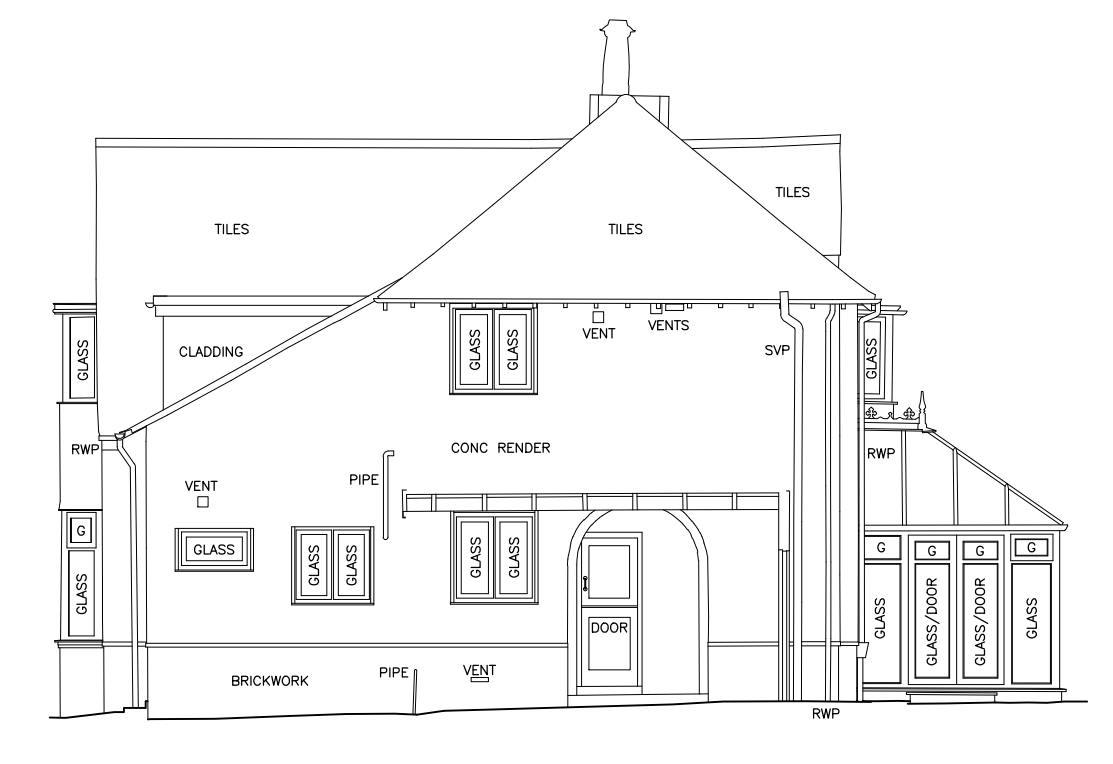 TILES
TILES
TILES
VENT
VENTS
GLASS
GLASS
GLASS
CLADDING
SVP
GLASS
RWP
CONC RENDER
RWP
PIPE
VENT
G
GLASS
GLASS
GLASS
GLASS
GLASS
G
G
G
G
GLASS
DOOR
GLASS
GLASS/DOOR
GLASS/DOOR
GLASS
BRICKWORK
PIPE
VENT
RWP